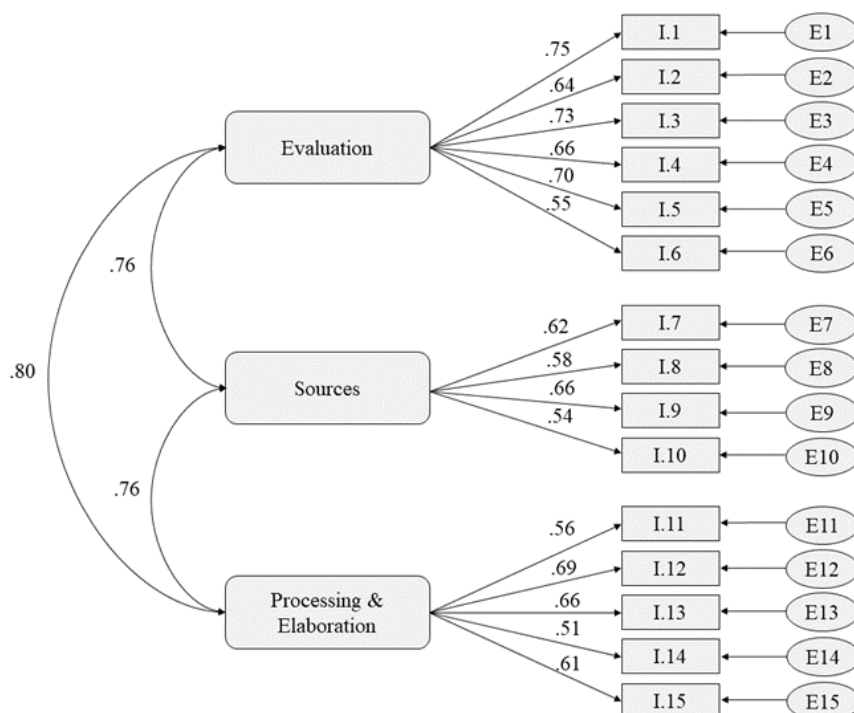 .75 I.1 E1
.64 I.2 E2
.73 I.3 E3
Evaluation
.66 I.4 E4
.70 I.5 E5
.55 I.6 E6
.76
.62 I.7 E7
.58 I.8 E8
.80
Sources
.66 I.9 E9
.54 I.10 E10
.76
.56 I.11 E11
.69 I.12 E12
Processing &
Elaboration
.66 I.13 E13
.51 I.14 E14
.61 I.15 E15